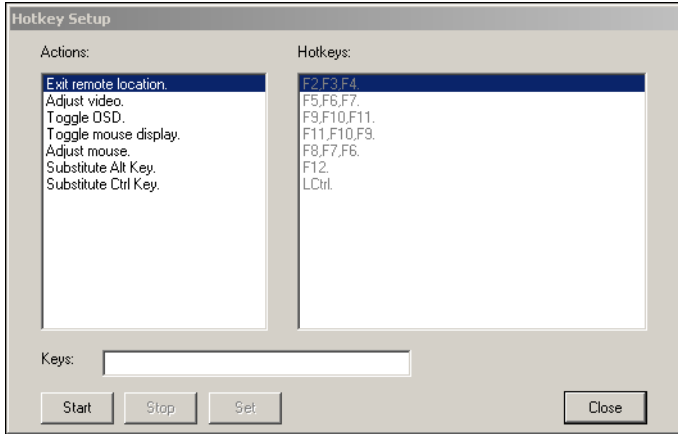 Hotkey Setup
Actions:
Hotkeys:
Exit remote location.
Adjust video.
Toggle OSD.
Toggle mouse display.
Adjust mouse.
Substitute Alt Key.
Substitute Ctrl Key.
F2,F3,F4.
F5,F6,F7.
F9,F10,F11.
F11,F10,F9.
F8,F7,F6.
F12.
LCtrl.
Keys:
Start
Stop
Set
Close